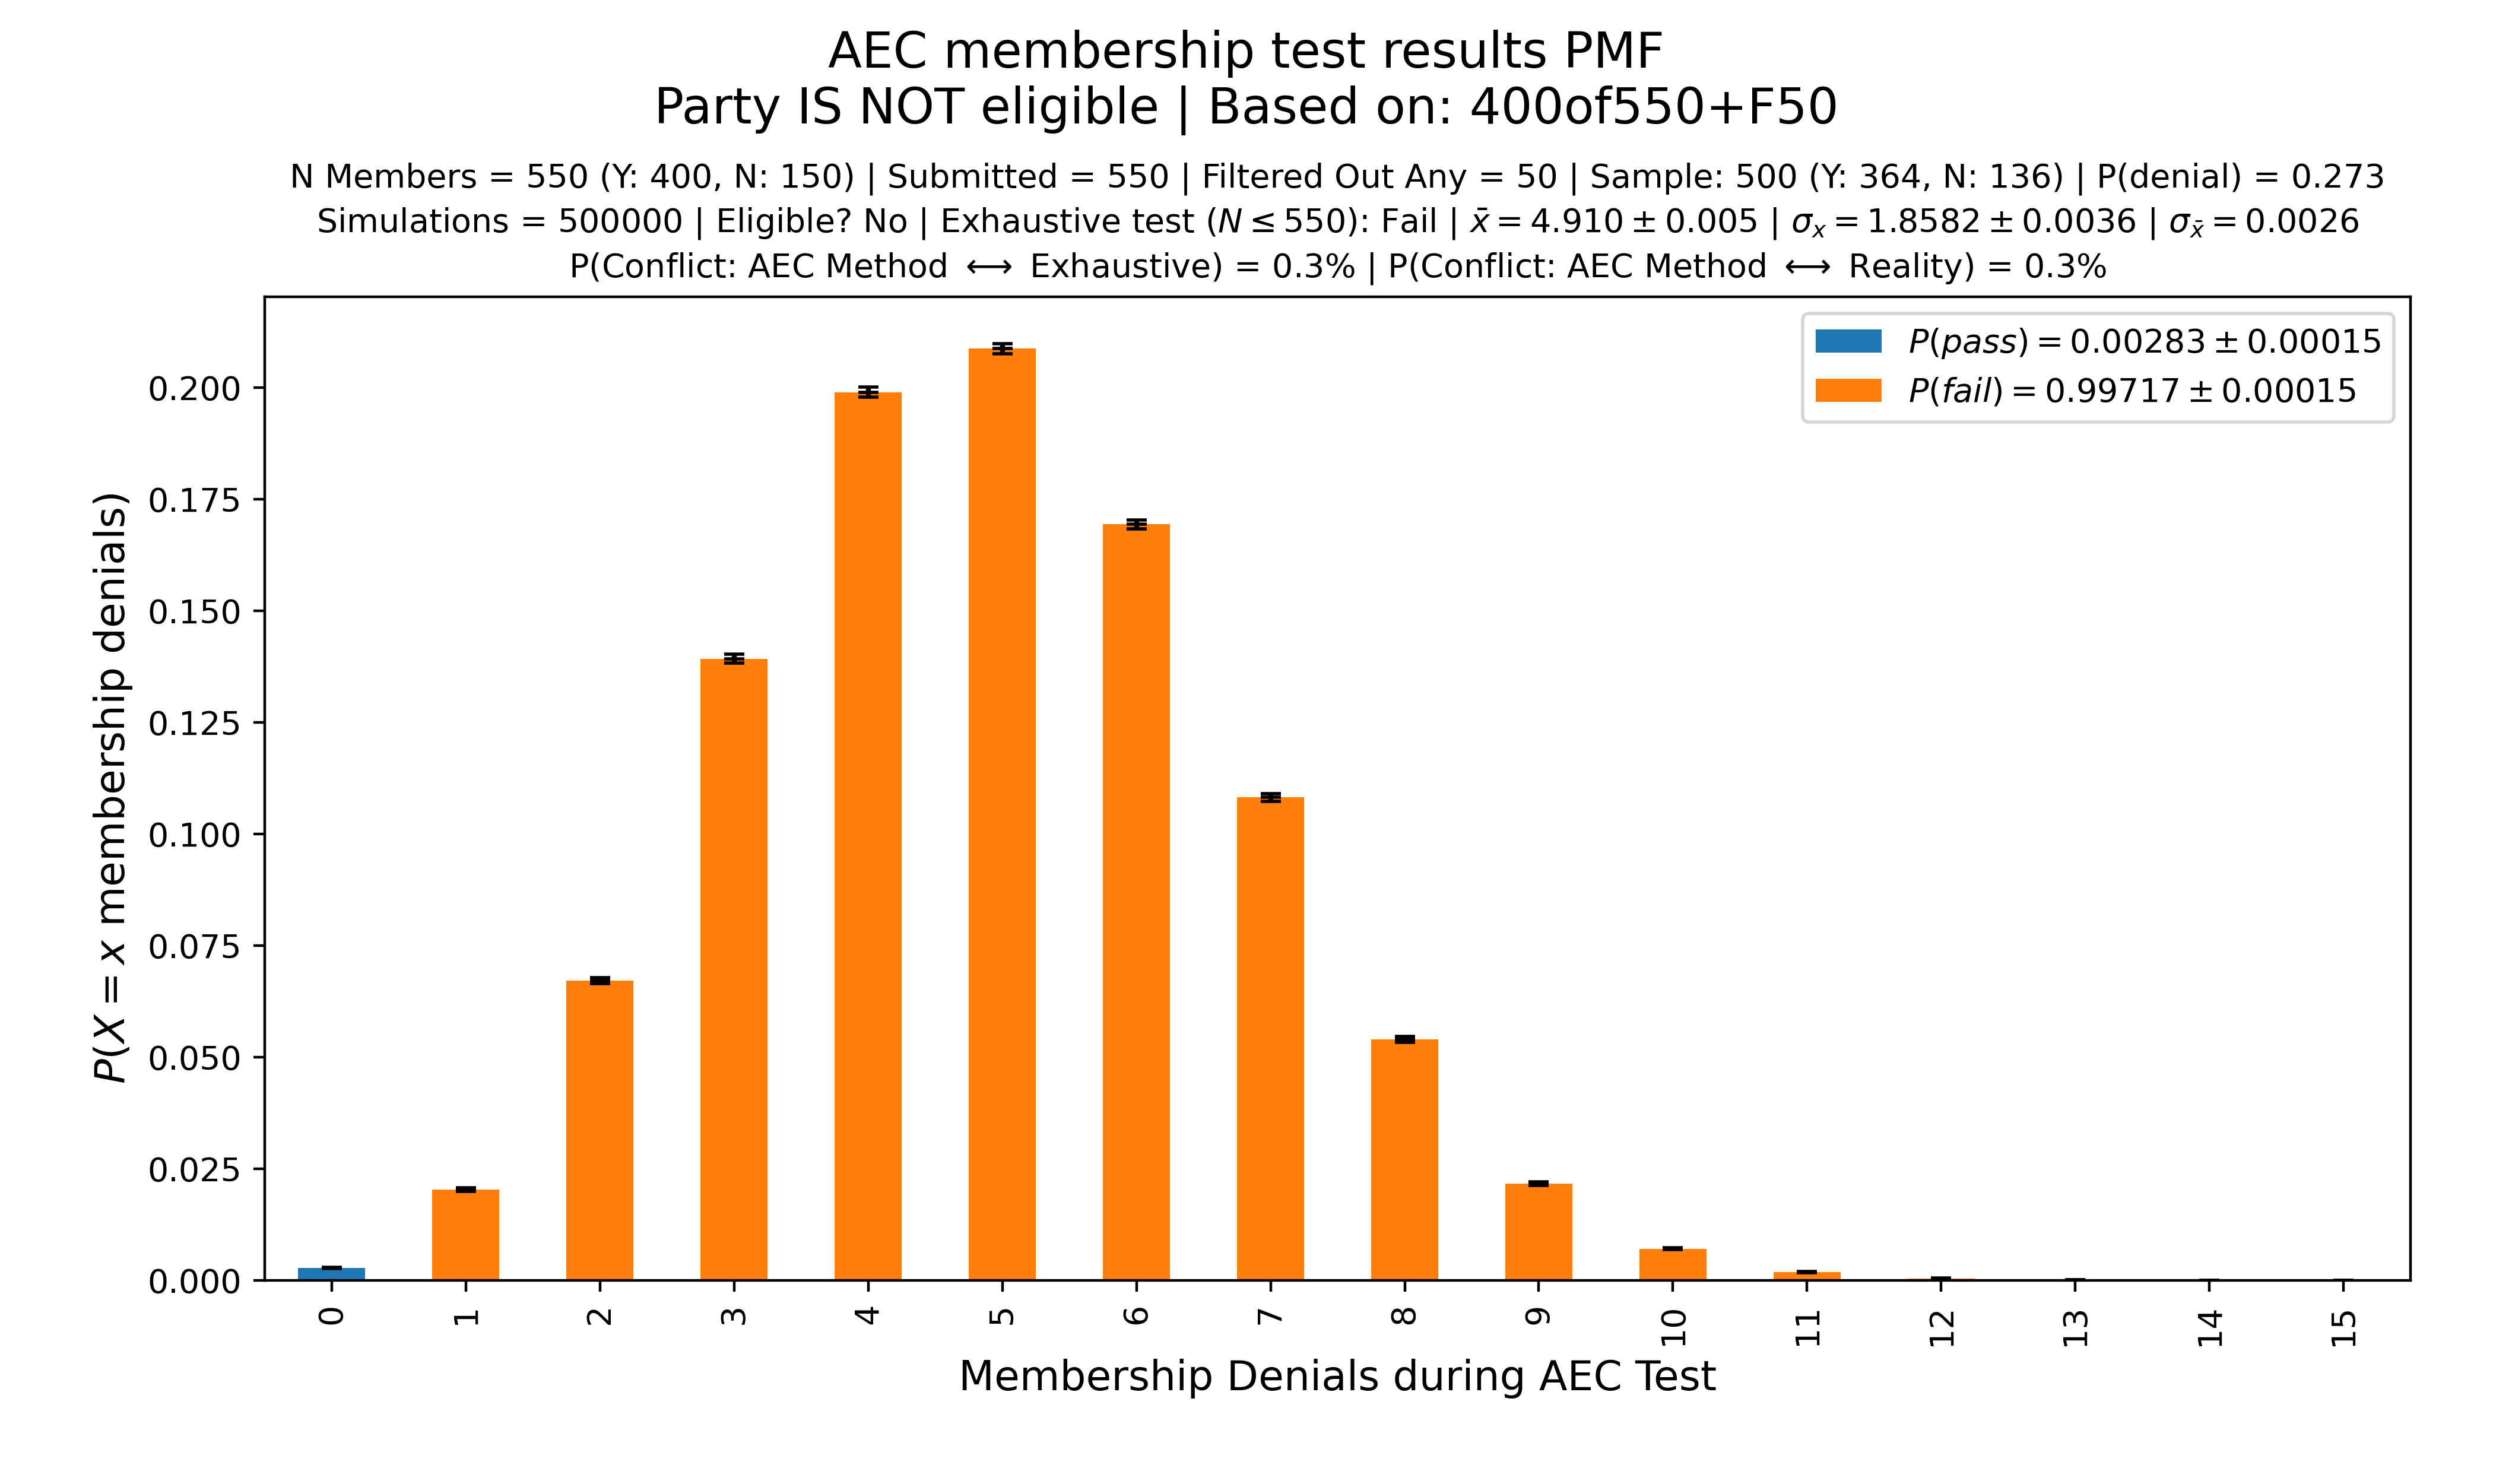 AEC membership test results PMF
Party IS NOT eligible | Based on: 400of550+F50
N Members = 550 (Y: 400, N: 150) | Submitted = 550 | Filtered Out Any = 50 | Sample: 500 (Y: 364, N: 136) | P(denial) = 0.273
Simulations = 500000 | Eligible? No | Exhaustive test (N ≤ 550): Fail | x̄ = 4.910 ± 0.005 | σₓ = 1.8582 ± 0.0036 | σ_x̄ = 0.0026
P(Conflict: AEC Method ⟷ Exhaustive) = 0.3% | P(Conflict: AEC Method ⟷ Reality) = 0.3%
P(pass) = 0.00283 ± 0.00015
P(fail) = 0.99717 ± 0.00015
P(X = x membership denials)
0.200
0.175
0.150
0.125
0.100
0.075
0.050
0.025
0.000
0 1 2 3 4 5 6 7 8 9 10 11 12 13 14 15
Membership Denials during AEC Test